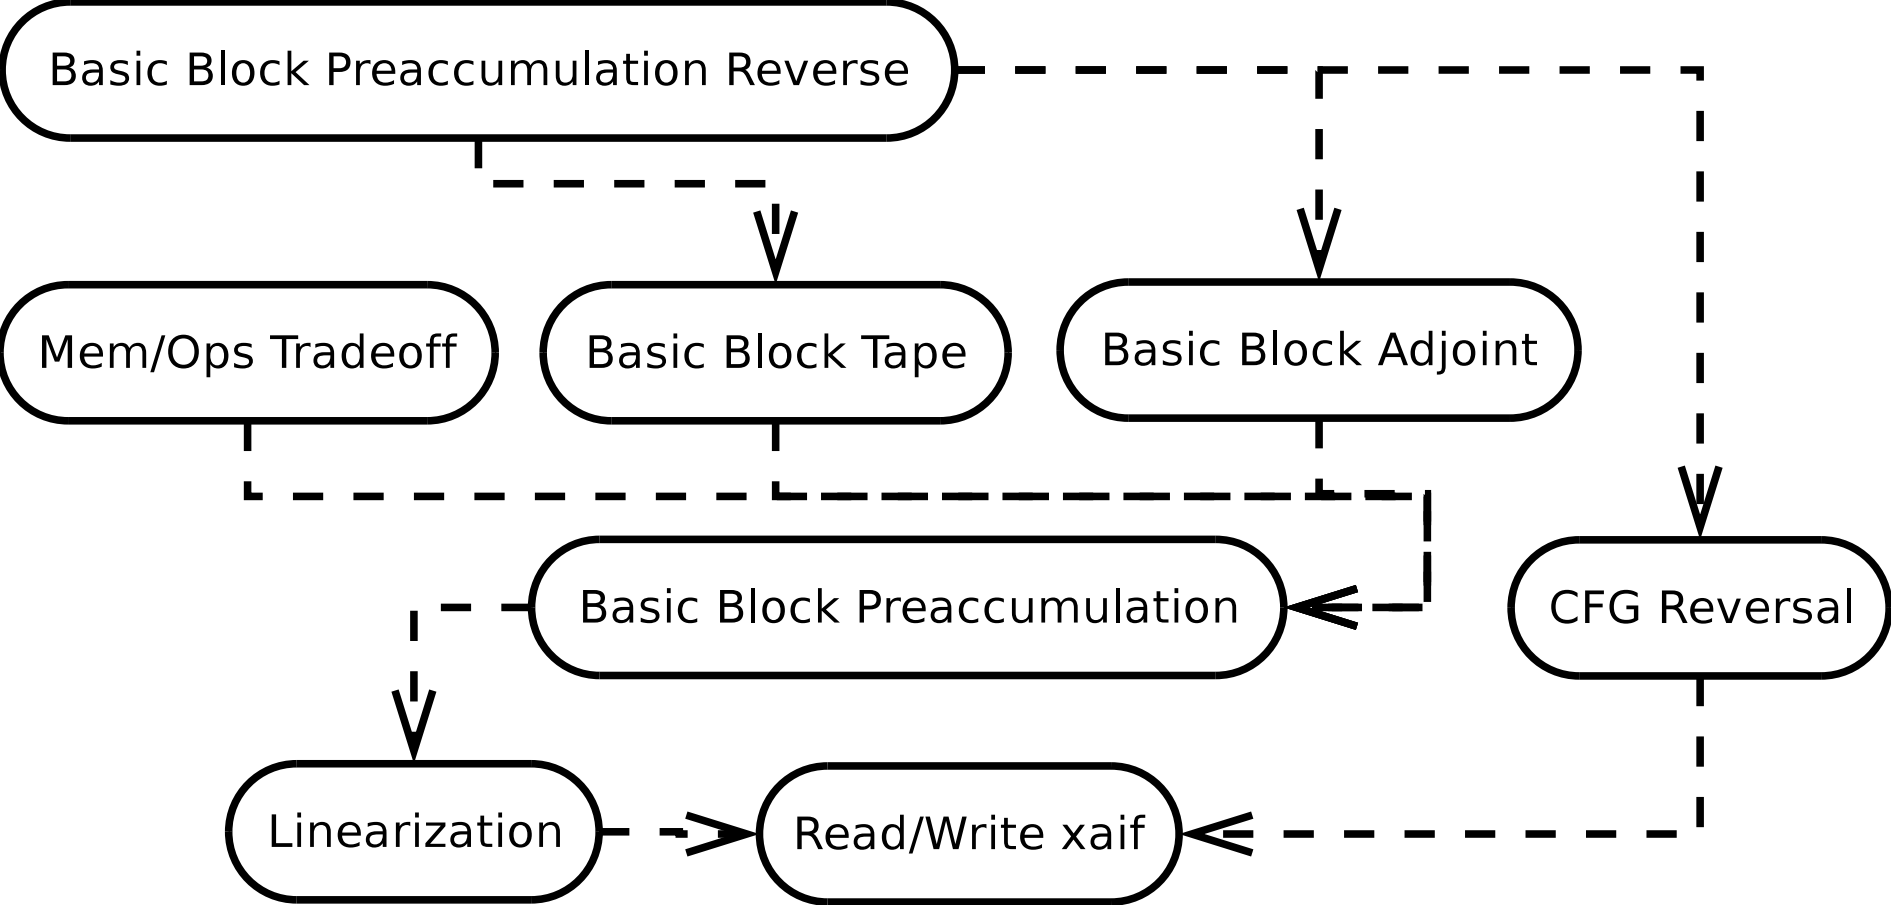 Basic Block Preaccumulation Reverse
Mem/Ops Tradeoff
Basic Block Tape
Basic Block Adjoint
Basic Block Preaccumulation
CFG Reversal
Linearization
Read/Write xaif